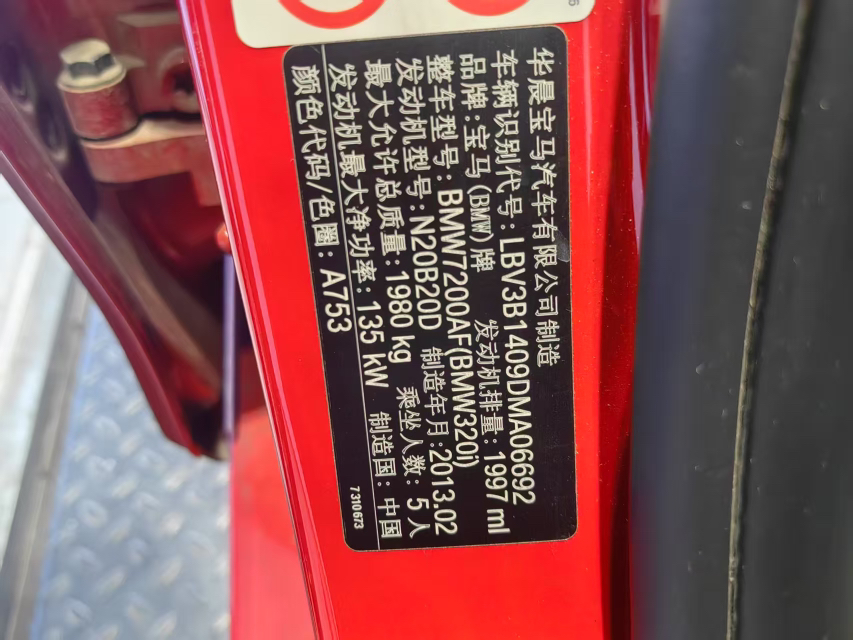 华晨宝马汽车有限公司制造
车辆识别代号: LBV3B1409DMA06692
品牌:宝马(BMW)牌 发动机排量: 1997 ml
整车型号: BMW7200AF(BMW320i)
发动机型号: N20B20D 制造年月:2013.02
最大允许总质量: 1980 kg 乘坐人数: 5人
发动机最大净功率: 135 kW 制造国: 中国
颜色代码/色圈: A753
7310673